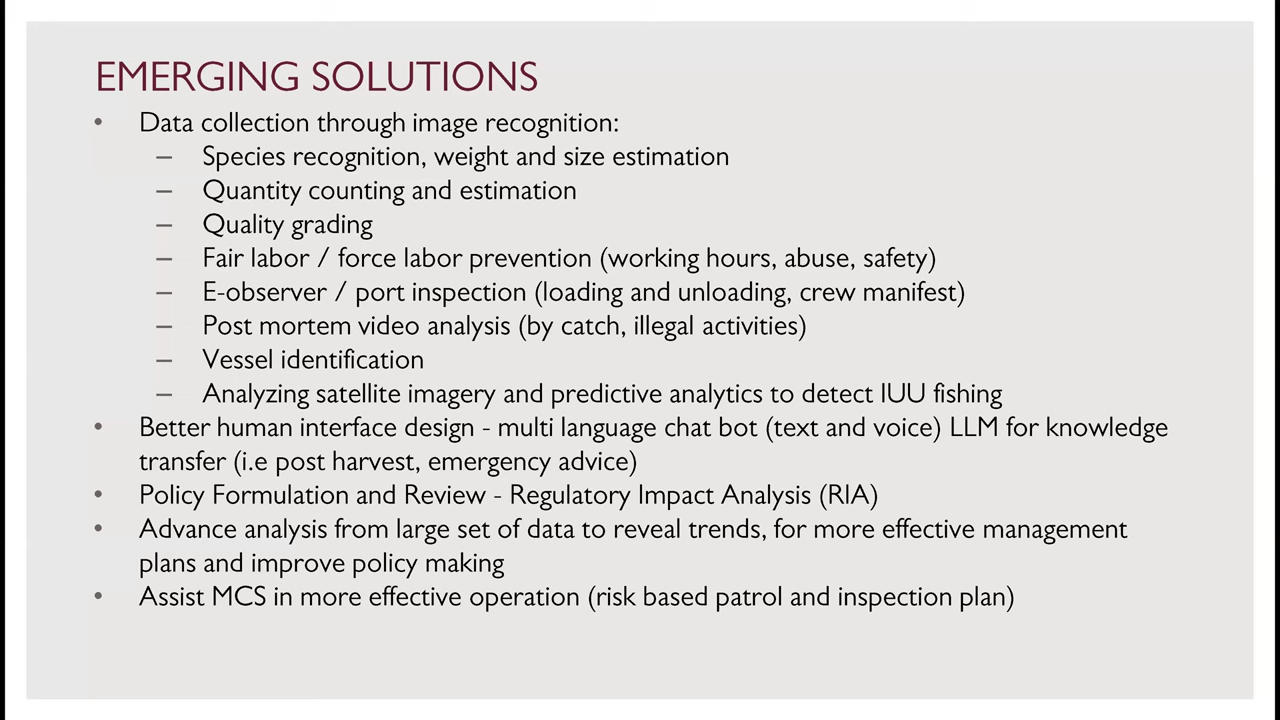 EMERGING SOLUTIONS
• Data collection through image recognition:
– Species recognition, weight and size estimation
– Quantity counting and estimation
– Quality grading
– Fair labor / force labor prevention (working hours, abuse, safety)
– E-observer / port inspection (loading and unloading, crew manifest)
– Post mortem video analysis (by catch, illegal activities)
– Vessel identification
– Analyzing satellite imagery and predictive analytics to detect IUU fishing
• Better human interface design - multi language chat bot (text and voice) LLM for knowledge
transfer (i.e post harvest, emergency advice)
• Policy Formulation and Review - Regulatory Impact Analysis (RIA)
• Advance analysis from large set of data to reveal trends, for more effective management
plans and improve policy making
• Assist MCS in more effective operation (risk based patrol and inspection plan)